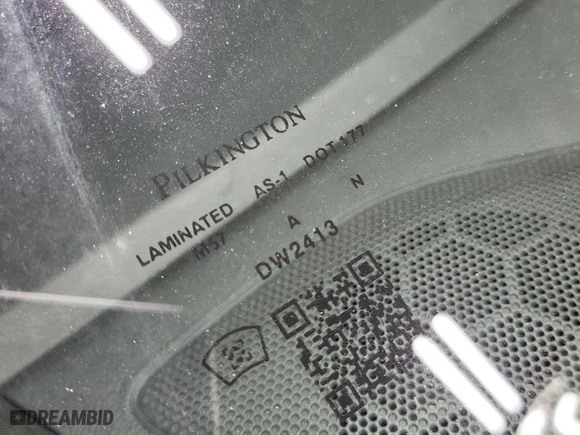 PILKINGTON
LAMINATED AS-1 DOT177
M57 A N
DW2413
DREAMBID